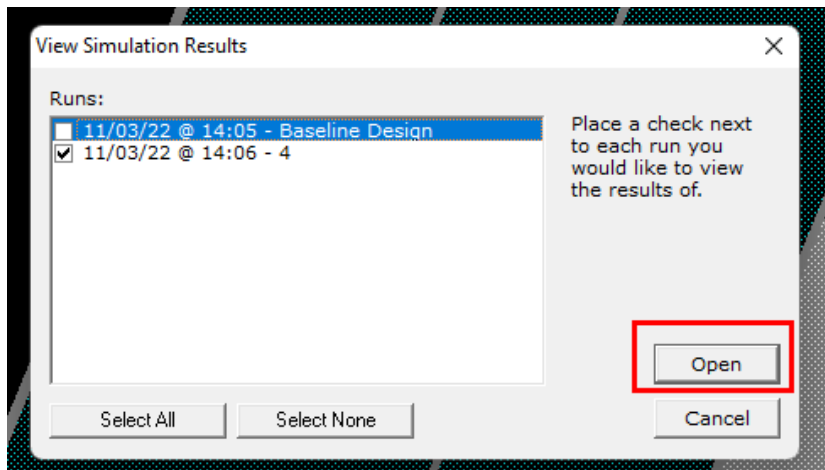 View Simulation Results
Runs:
11/03/22 @ 14:05 - Baseline Design
11/03/22 @ 14:06 - 4
Place a check next
to each run you
would like to view
the results of.
Open
Select All
Select None
Cancel